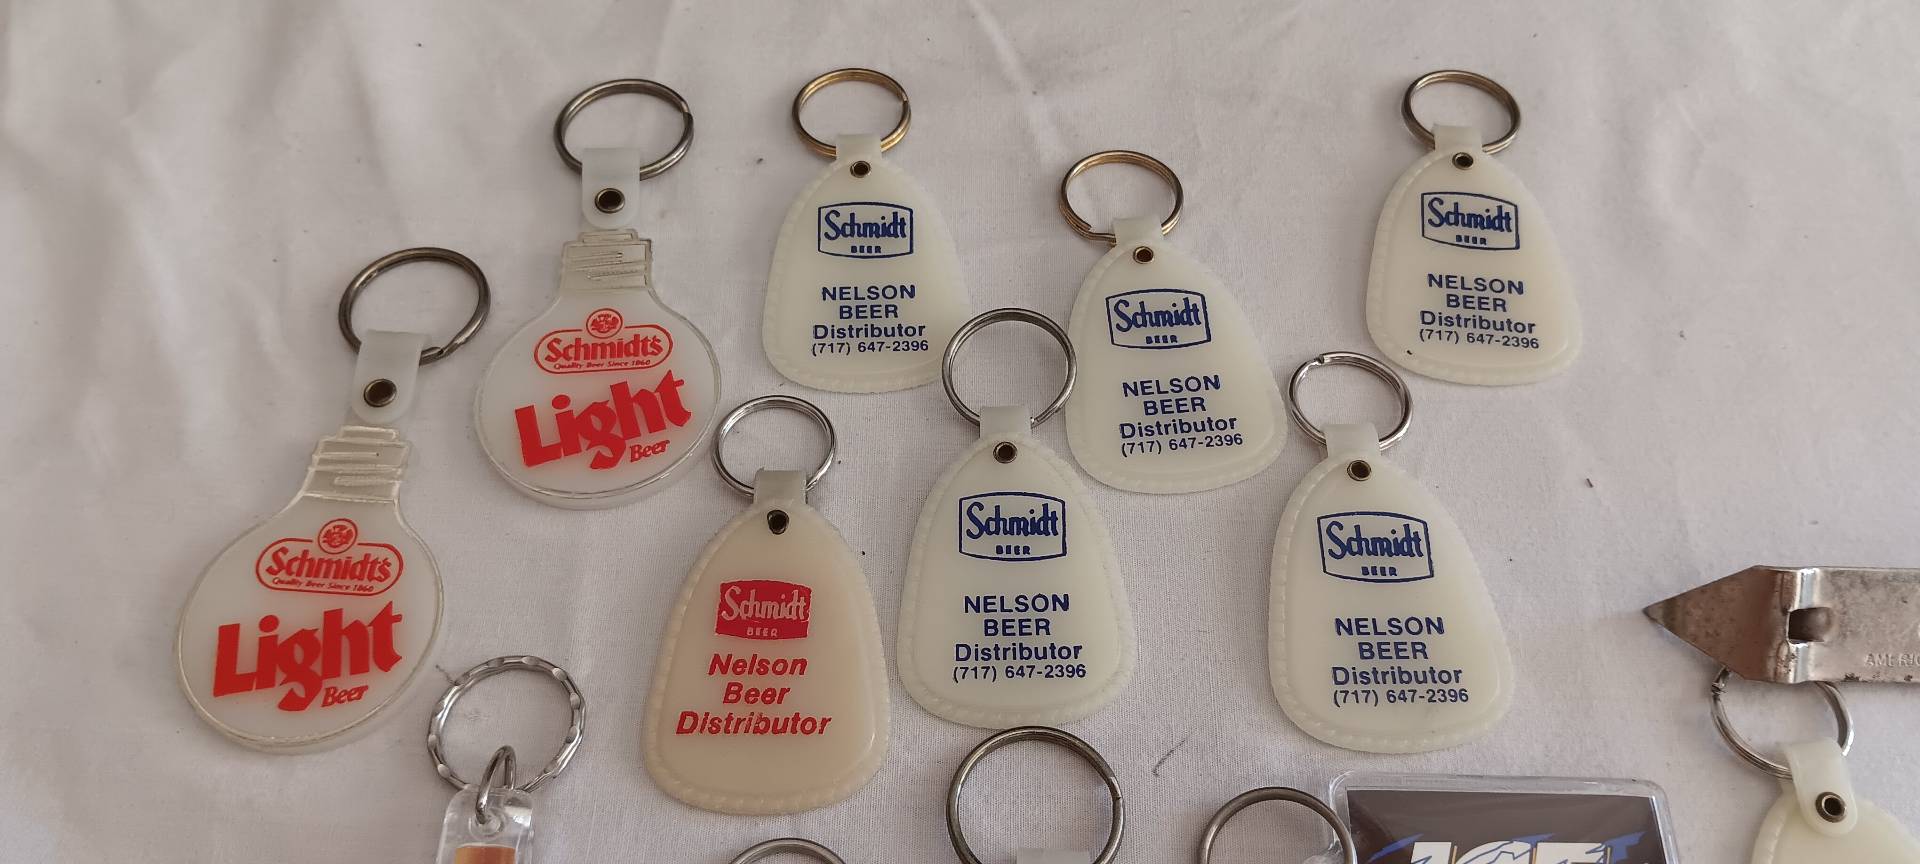 Schmidt's
Quality Beer Since 1860
Light
Beer
Schmidt's
Quality Beer Since 1860
Light
Beer
Schmidt
BEER
NELSON
BEER
Distributor
(717) 647-2396
Schmidt
BEER
NELSON
BEER
Distributor
(717) 647-2396
Schmidt
BEER
NELSON
BEER
Distributor
(717) 647-2396
Schmidt
BEER
Nelson
Beer
Distributor
Schmidt
BEER
NELSON
BEER
Distributor
(717) 647-2396
Schmidt
BEER
NELSON
BEER
Distributor
(717) 647-2396